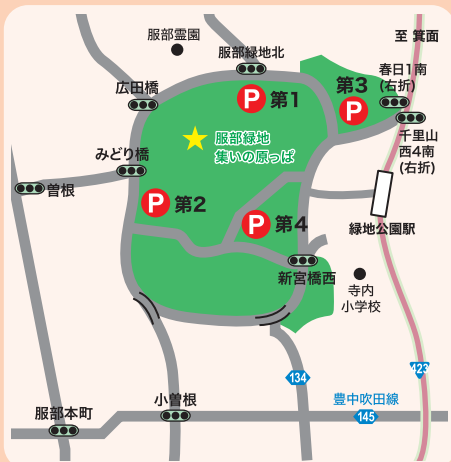 至 箕面
服部霊園
服部緑地北
春日1南
(右折)
広田橋
P 第1
第3
P
千里山
西4南
(右折)
服部緑地
集いの原っぱ
みどり橋
曽根
P 第2
P 第4
緑地公園駅
新宮橋西
寺内
小学校
134
423
豊中吹田線
145
小曽根
服部本町